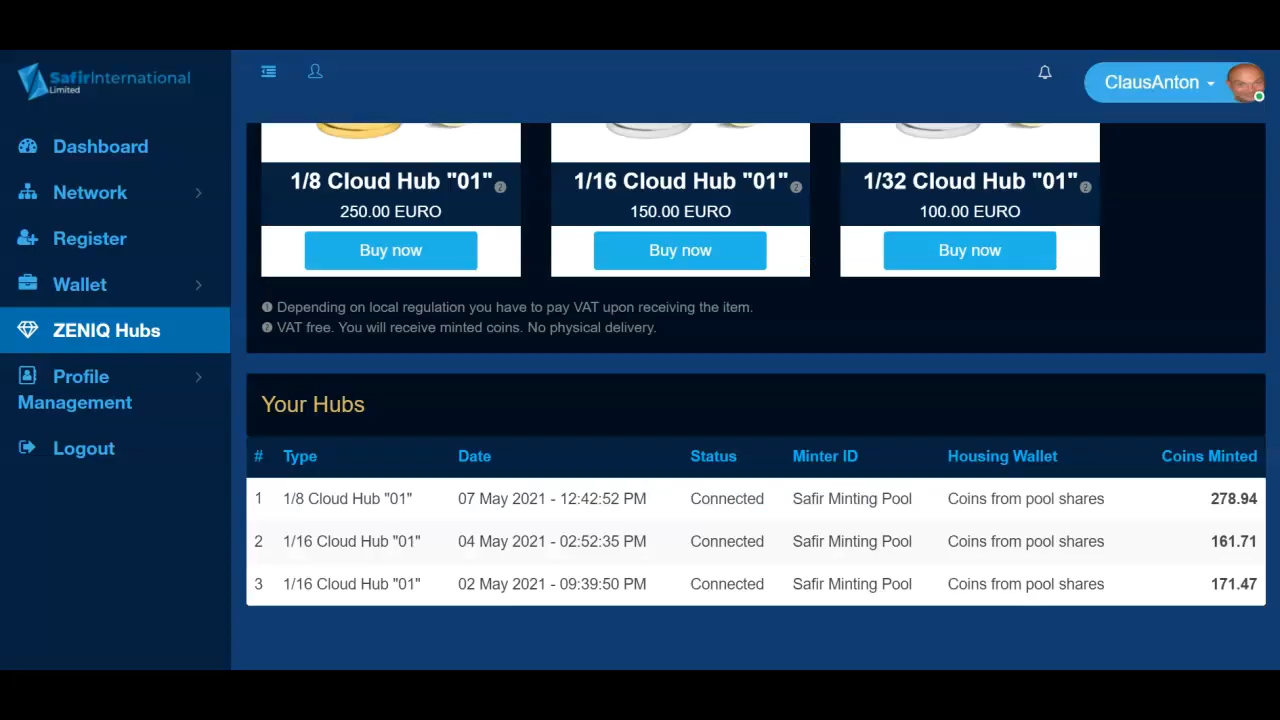 SafirInternational
Limited
ClausAnton
Dashboard
Network
Register
Wallet
ZENIQ Hubs
Profile
Management
Logout
1/8 Cloud Hub "01" 2
250.00 EURO
Buy now
1/16 Cloud Hub "01" 2
150.00 EURO
Buy now
1/32 Cloud Hub "01" 2
100.00 EURO
Buy now
❶ Depending on local regulation you have to pay VAT upon receiving the item.
❷ VAT free. You will receive minted coins. No physical delivery.
Your Hubs
# Type Date Status Minter ID Housing Wallet Coins Minted
1 1/8 Cloud Hub "01" 07 May 2021 - 12:42:52 PM Connected Safir Minting Pool Coins from pool shares 278.94
2 1/16 Cloud Hub "01" 04 May 2021 - 02:52:35 PM Connected Safir Minting Pool Coins from pool shares 161.71
3 1/16 Cloud Hub "01" 02 May 2021 - 09:39:50 PM Connected Safir Minting Pool Coins from pool shares 171.47